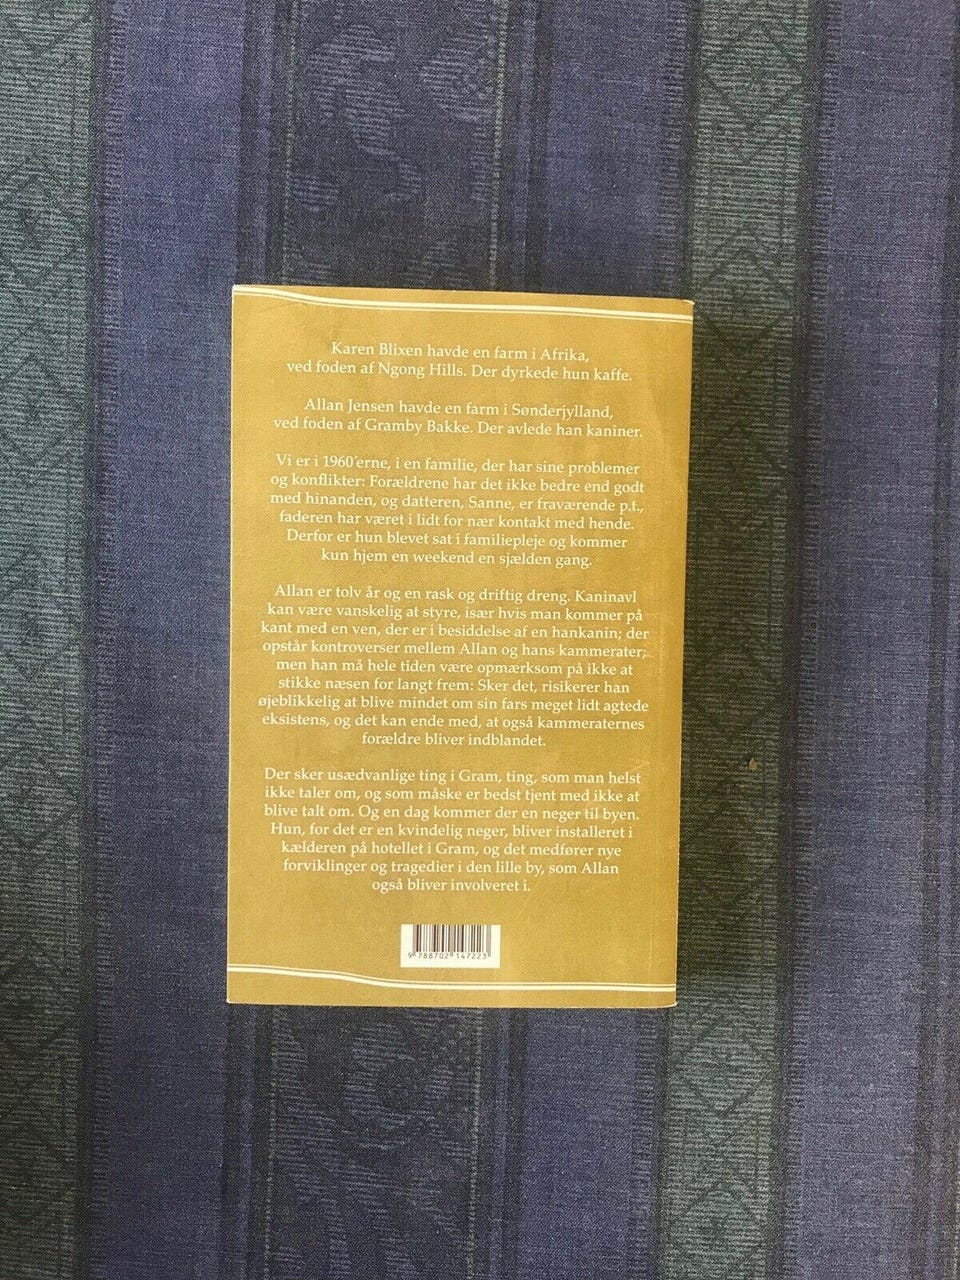 Karen Blixen havde en farm i Afrika,
ved foden af Ngong Hills. Der dyrkede hun kaffe.
Allan Jensen havde en farm i Sønderjylland,
ved foden af Gramby Bakke. Der avlede han kaniner.
Vi er i 1960´erne, i en familie, der har sine problemer
og konflikter: Forældrene har det ikke bedre end godt
med hinanden, og datteren, Sanne, er fraværende p.t.,
faderen har været i lidt for nær kontakt med hende.
Derfor er hun blevet sat i familiepleje og kommer
kun hjem en weekend en sjælden gang.
Allan er tolv år og en rask og driftig dreng. Kaninavl
kan være vanskelig at styre, især hvis man kommer på
kant med en ven, der er i besiddelse af en hankanin; der
opstår kontroverser mellem Allan og hans kammerater;
men han må hele tiden være opmærksom på ikke at
stikke næsen for langt frem: Sker det, risikerer han
øjeblikkelig at blive mindet om sin fars meget lidt agtede
eksistens, og det kan ende med, at også kammeraternes
forældre bliver indblandet.
Der sker usædvanlige ting i Gram, ting, som man helst
ikke taler om, og som måske er bedst tjent med ikke at
blive talt om. Og en dag kommer der en neger til byen.
Hun, for det er en kvindelig neger, bliver installeret i
kælderen på hotellet i Gram, og det medfører nye
forviklinger og tragedier i den lille by, som Allan
også bliver involveret i.
9 788702 147223